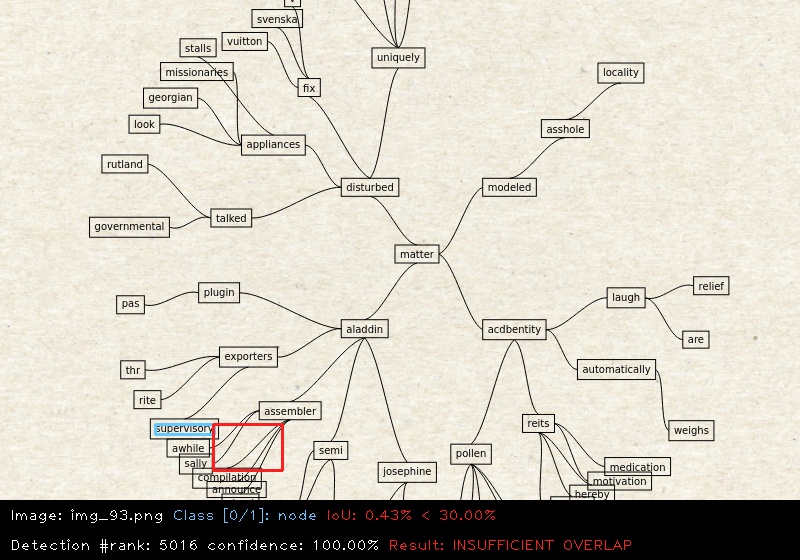 svenska
vuitton
stalls
uniquely
missionaries
locality
fix
georgian
look
asshole
appliances
rutland
disturbed
modeled
talked
governmental
matter
relief
plugin
laugh
pas
aladdin
acdbentity
are
exporters
thr
automatically
rite
assembler
reits
supervisory
weighs
awhile
semi
pollen
sally
medication
josephine
compilation
motivation
announce
hereby
Image: img_93.png Class [0/1]: node IoU: 0.43% < 30.00%
Detection #rank: 5016 confidence: 100.00% Result: INSUFFICIENT OVERLAP